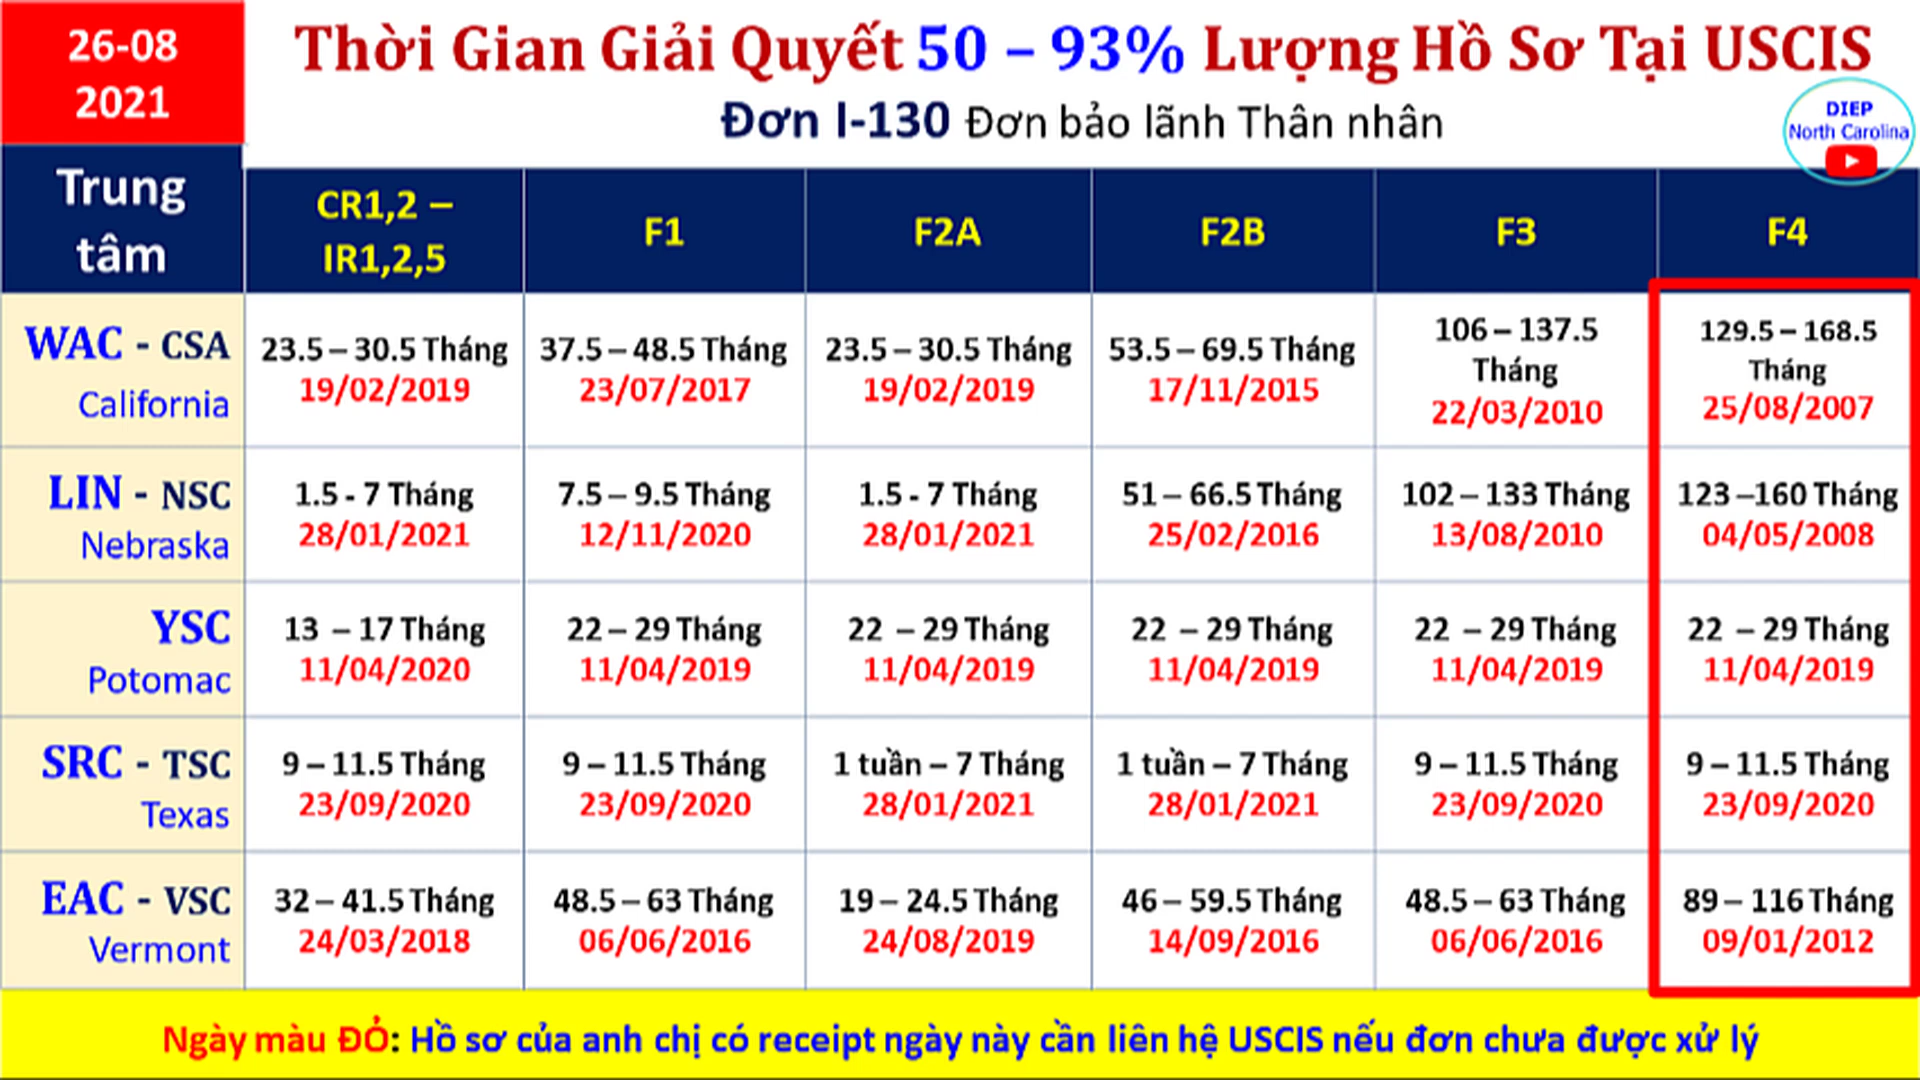 26-08
2021
Thời Gian Giải Quyết 50 – 93% Lượng Hồ Sơ Tại USCIS
Đơn I-130 Đơn bảo lãnh Thân nhân
DIEP
North Carolina
Trung
tâm
CR1,2 –
IR1,2,5
F1
F2A
F2B
F3
F4
WAC - CSA
California
23.5 – 30.5 Tháng
19/02/2019
37.5 – 48.5 Tháng
23/07/2017
23.5 – 30.5 Tháng
19/02/2019
53.5 – 69.5 Tháng
17/11/2015
106 – 137.5
Tháng
22/03/2010
129.5 – 168.5
Tháng
25/08/2007
LIN - NSC
Nebraska
1.5 - 7 Tháng
28/01/2021
7.5 – 9.5 Tháng
12/11/2020
1.5 - 7 Tháng
28/01/2021
51 – 66.5 Tháng
25/02/2016
102 – 133 Tháng
13/08/2010
123 –160 Tháng
04/05/2008
YSC
Potomac
13 – 17 Tháng
11/04/2020
22 – 29 Tháng
11/04/2019
22 – 29 Tháng
11/04/2019
22 – 29 Tháng
11/04/2019
22 – 29 Tháng
11/04/2019
22 – 29 Tháng
11/04/2019
SRC - TSC
Texas
9 – 11.5 Tháng
23/09/2020
9 – 11.5 Tháng
23/09/2020
1 tuần – 7 Tháng
28/01/2021
1 tuần – 7 Tháng
28/01/2021
9 – 11.5 Tháng
23/09/2020
9 – 11.5 Tháng
23/09/2020
EAC - VSC
Vermont
32 – 41.5 Tháng
24/03/2018
48.5 – 63 Tháng
06/06/2016
19 – 24.5 Tháng
24/08/2019
46 – 59.5 Tháng
14/09/2016
48.5 – 63 Tháng
06/06/2016
89 – 116 Tháng
09/01/2012
Ngày màu ĐỎ: Hồ sơ của anh chị có receipt ngày này cần liên hệ USCIS nếu đơn chưa được xử lý